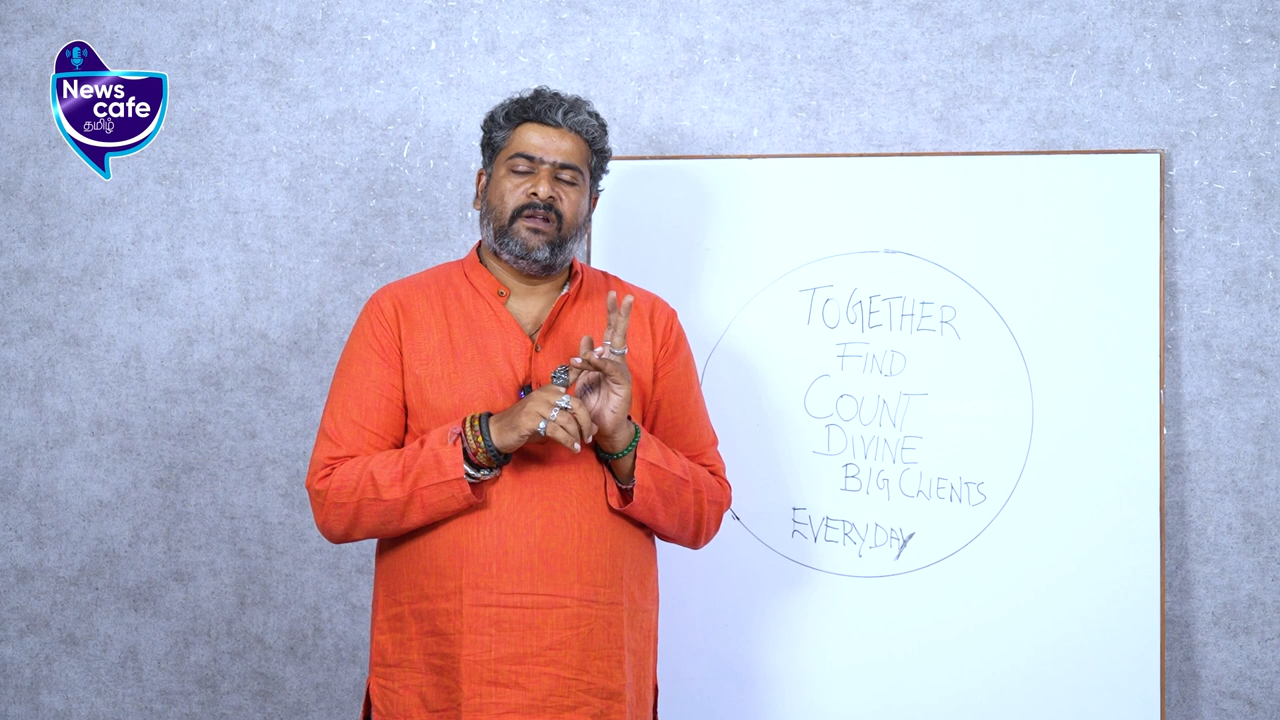 News
cafe
தமிழ்
TOGETHER
FIND
COUNT
DIVINE
BIG CLIENTS
EVERYDAY